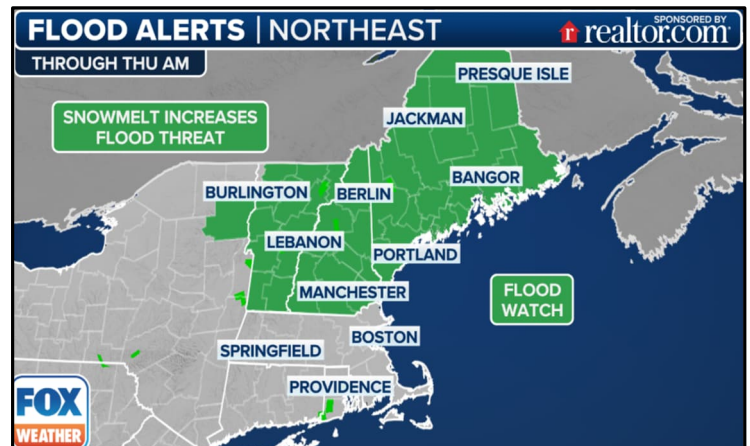 FLOOD ALERTS | NORTHEAST
SPONSORED BY
r realtor.com
THROUGH THU AM
SNOWMELT INCREASES
FLOOD THREAT
PRESQUE ISLE
JACKMAN
BURLINGTON
BERLIN
BANGOR
LEBANON
PORTLAND
MANCHESTER
FLOOD
WATCH
SPRINGFIELD
BOSTON
PROVIDENCE
FOX
WEATHER